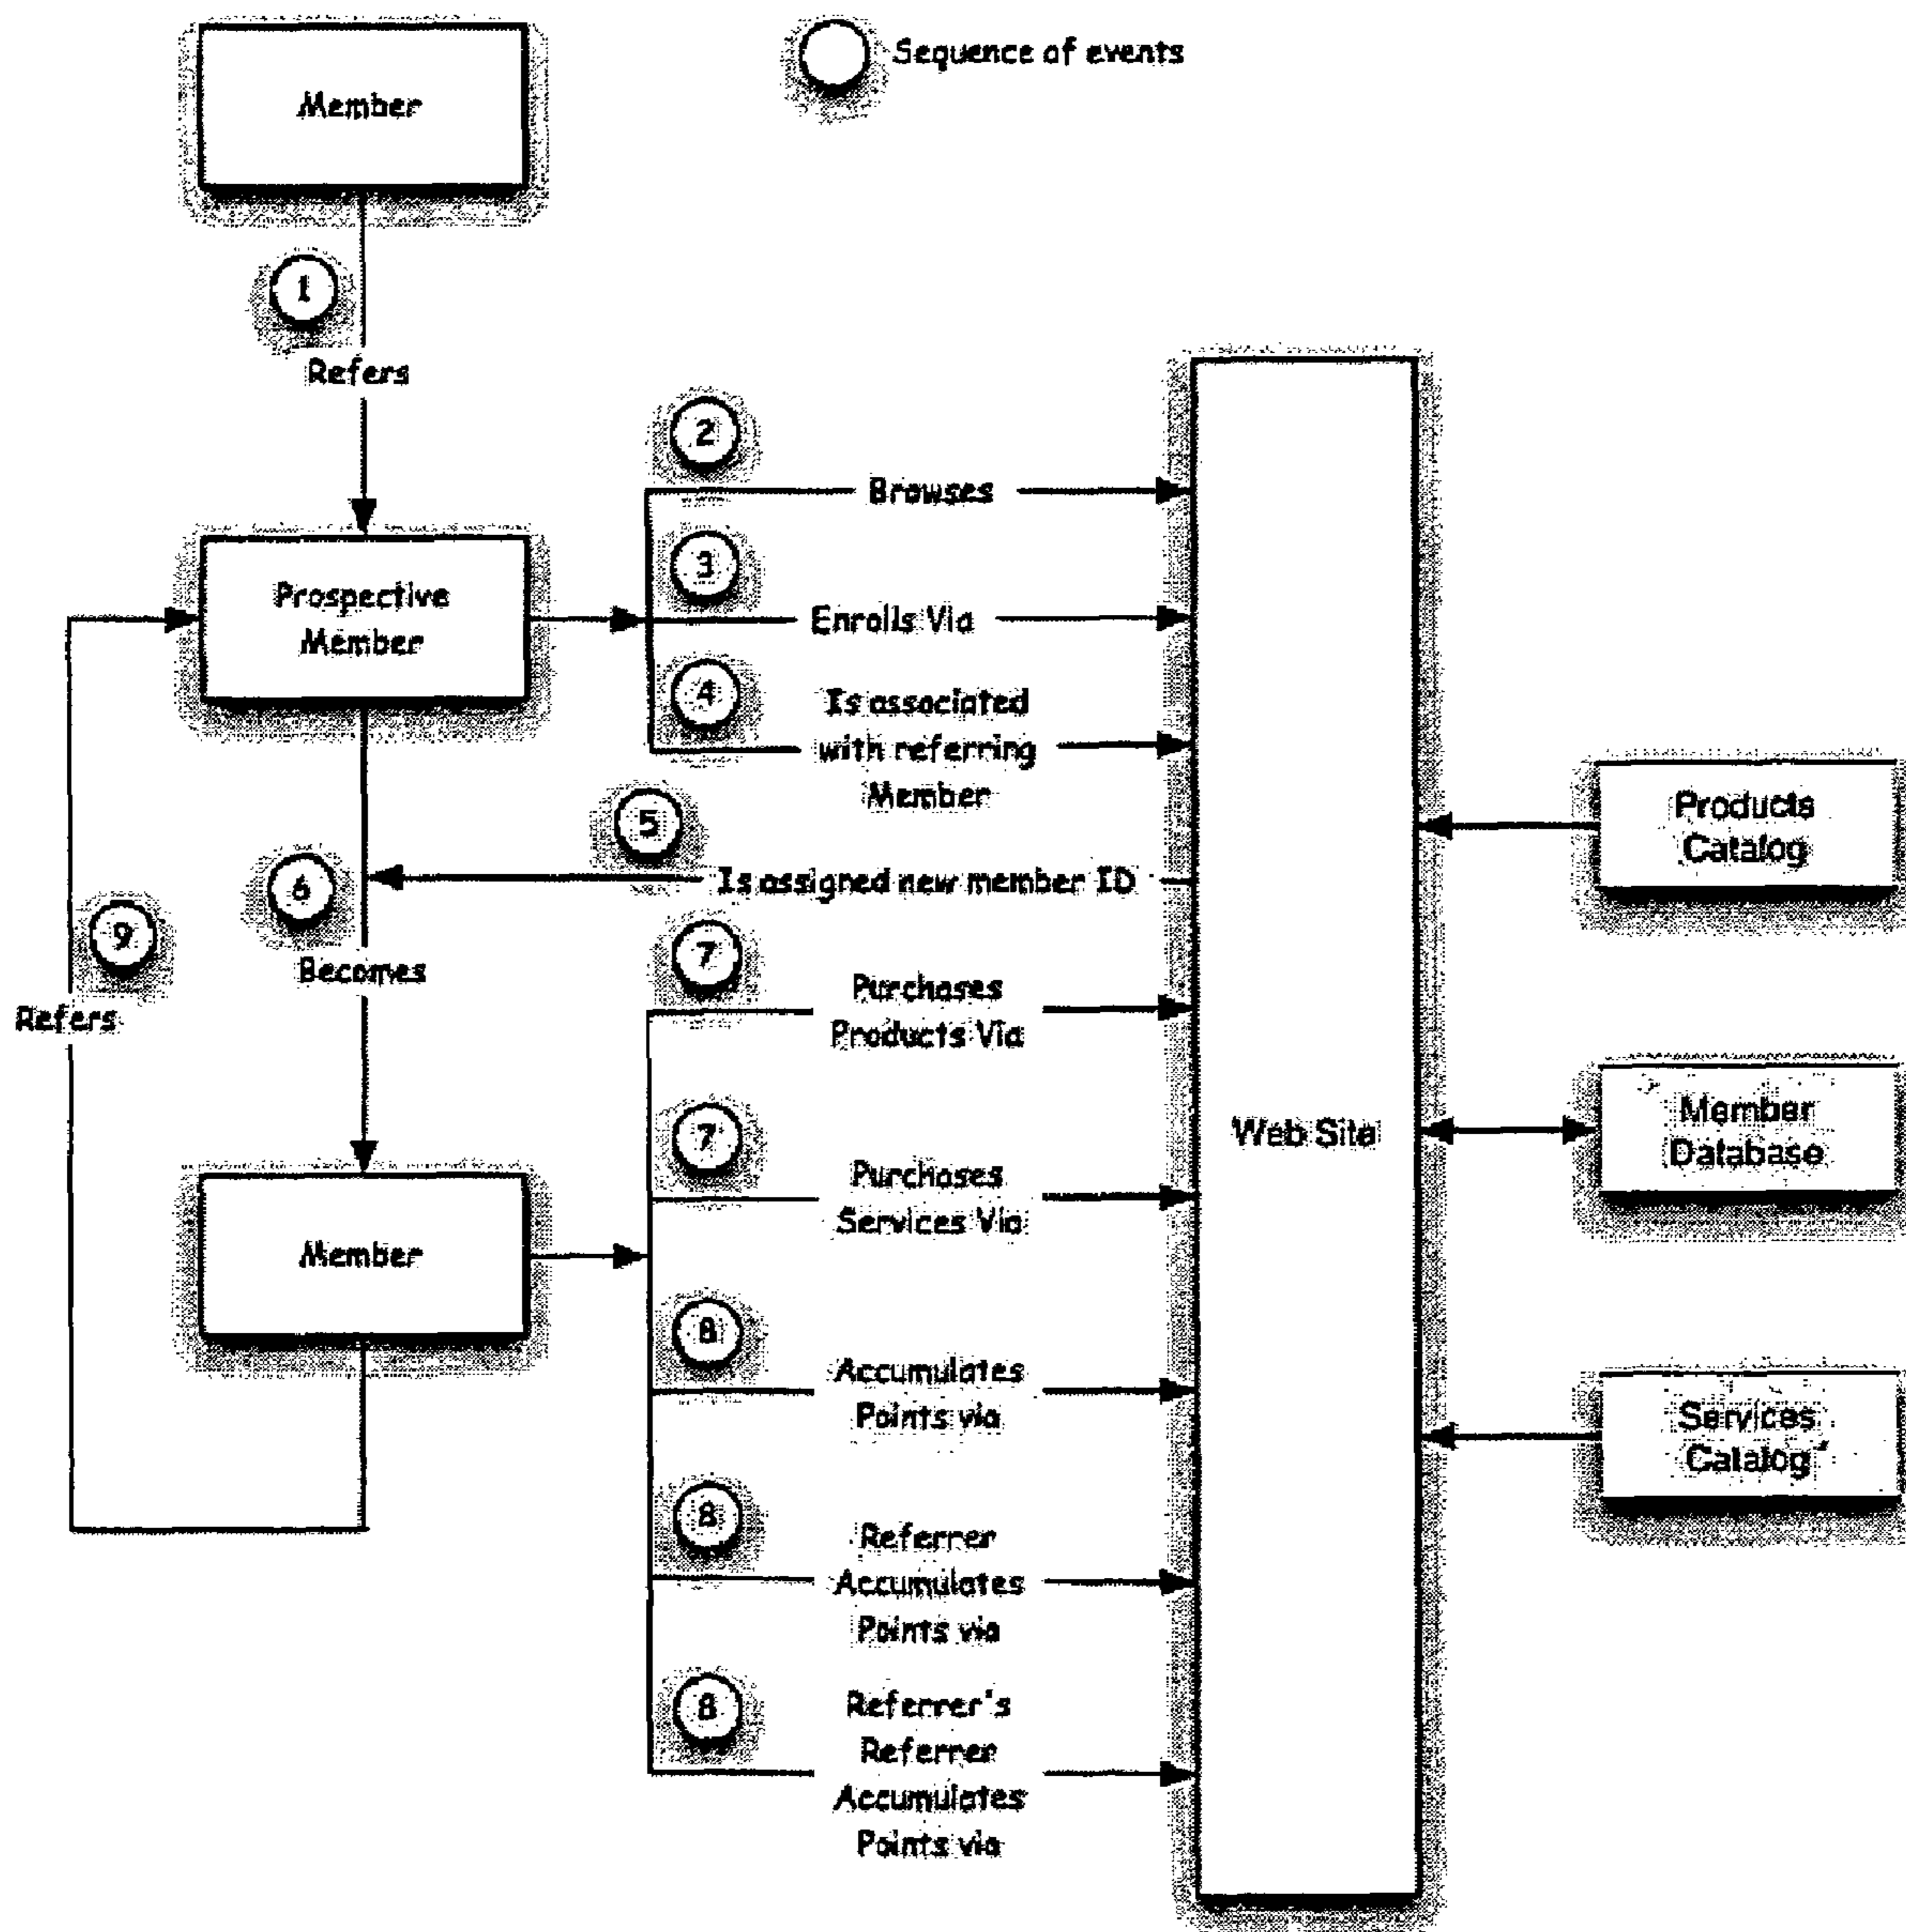 Member
Sequence of events
1
Refers
2
Browses
3
Prospective
Member
Enrolls Via
4
Is associated
with referring
Member
Products
Catalog
5
Is assigned new member ID
6
9
Becomes
Refers
7
Purchases
Products Via
Member
Database
Web Site
7
Purchases
Services Via
Member
8
Accumulates
Points via
Services
Catalog
8
Referrer
Accumulates
Points via
8
Referrer's
Referrer
Accumulates
Points via